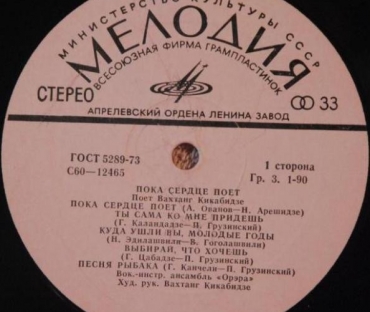 МИНИСТЕРСТВО КУЛЬТУРЫ СССР
МЕЛОДИЯ
ВСЕСОЮЗНАЯ ФИРМА ГРАМПЛАСТИНОК
СТЕРЕО
33
АПРЕЛЕВСКИЙ ОРДЕНА ЛЕНИНА ЗАВОД
ГОСТ 5289-73
1 сторона
С60—12465
Гр. 3. 1-90
ПОКА СЕРДЦЕ ПОЕТ
Поет Вахтанг Кикабидзе
ПОКА СЕРДЦЕ ПОЕТ (А. Оваnов—Н. Арешидзе)
ТЫ САМА КО МНЕ ПРИДЕШЬ
(Г. Каландадзе—П. Грузинский)
КУДА УШЛИ ВЫ, МОЛОДЫЕ ГОДЫ
(Н. Эдилашвили—В. Гоголашвили)
ВЫБИРАЙ, ЧТО ХОЧЕШЬ
(Г. Цабадзе—П. Грузинский)
ПЕСНЯ РЫБАКА (Г. Канчели—П. Грузинский)
Вок.-инстр. ансамбль «Орэра»
Худ. рук. Вахтанг Кикабидзе